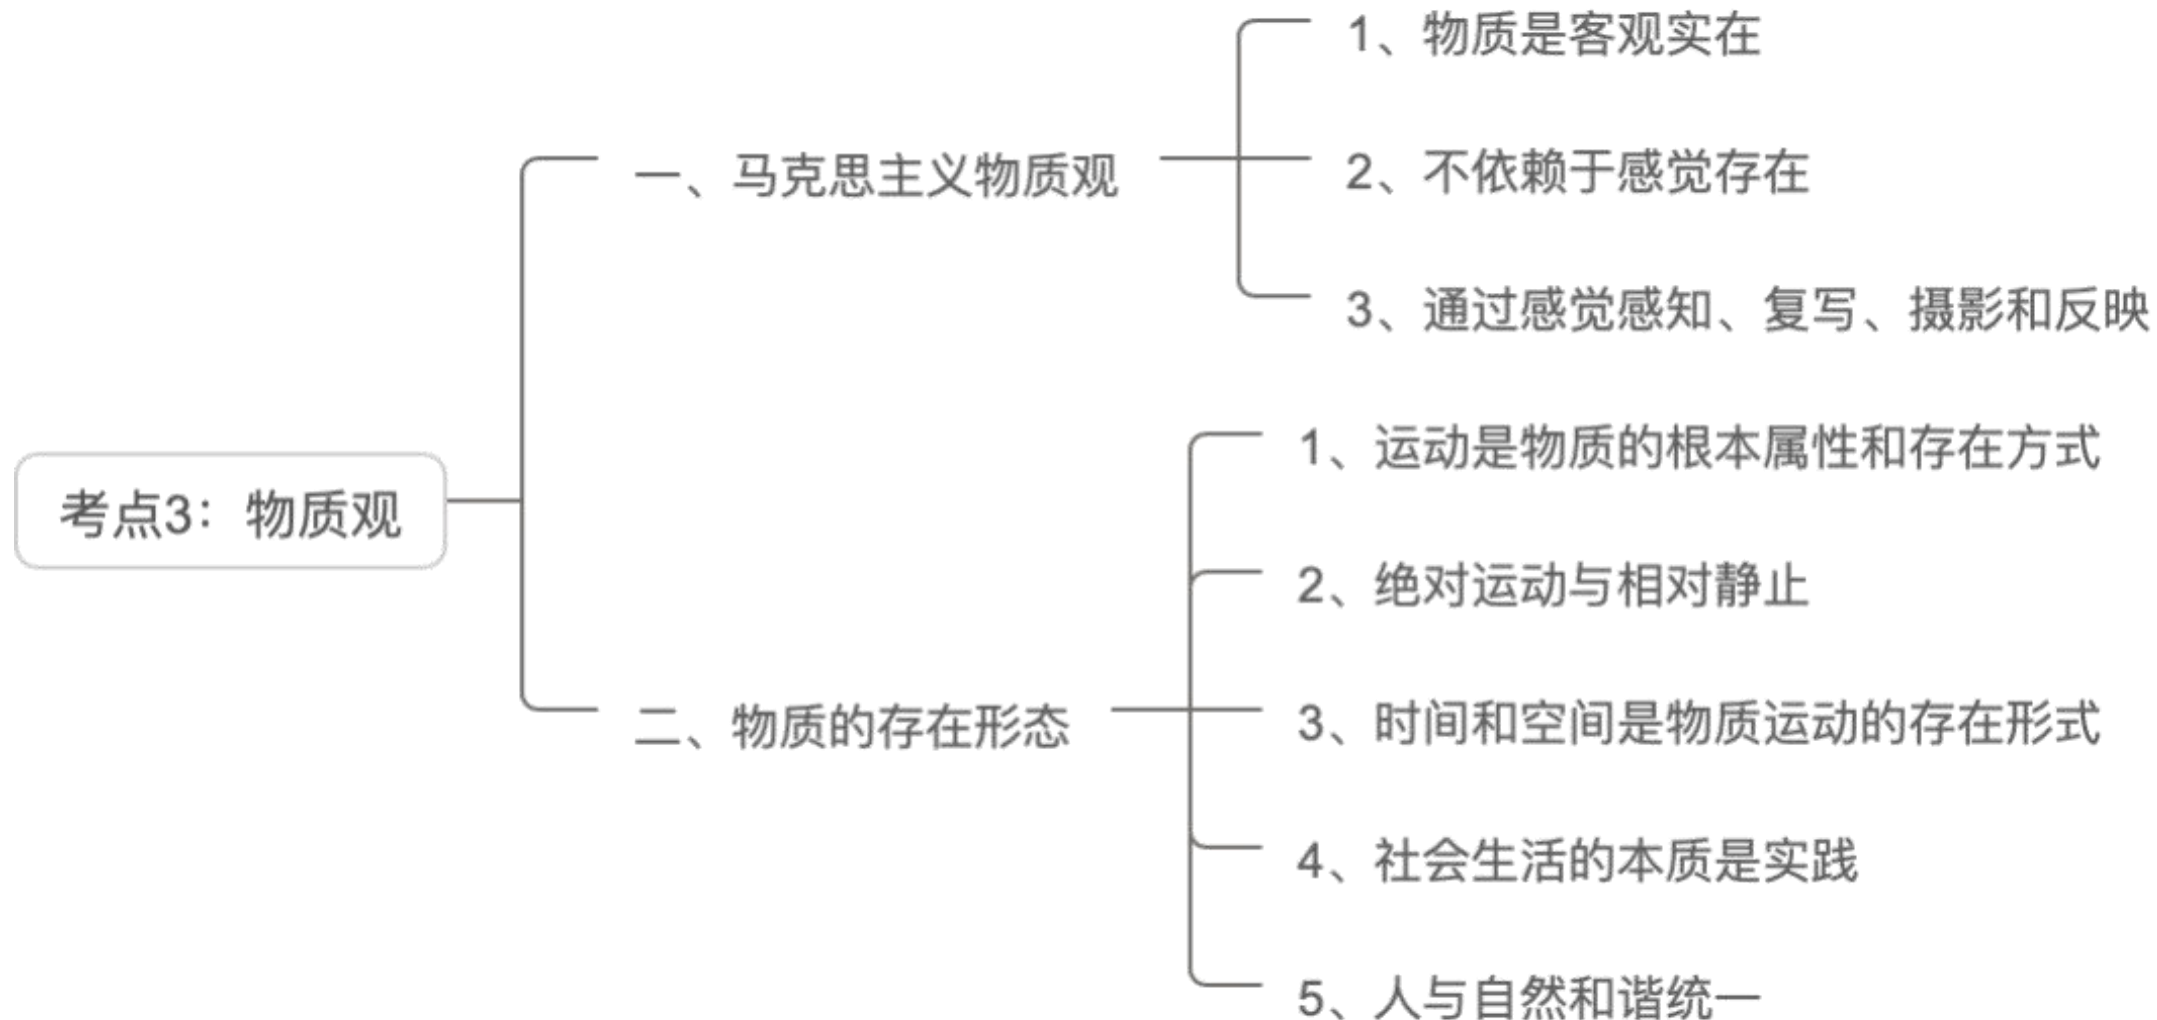 考点3：物质观
一、马克思主义物质观
1、物质是客观实在
2、不依赖于感觉存在
3、通过感觉感知、复写、摄影和反映
二、物质的存在形态
1、运动是物质的根本属性和存在方式
2、绝对运动与相对静止
3、时间和空间是物质运动的存在形式
4、社会生活的本质是实践
5、人与自然和谐统一